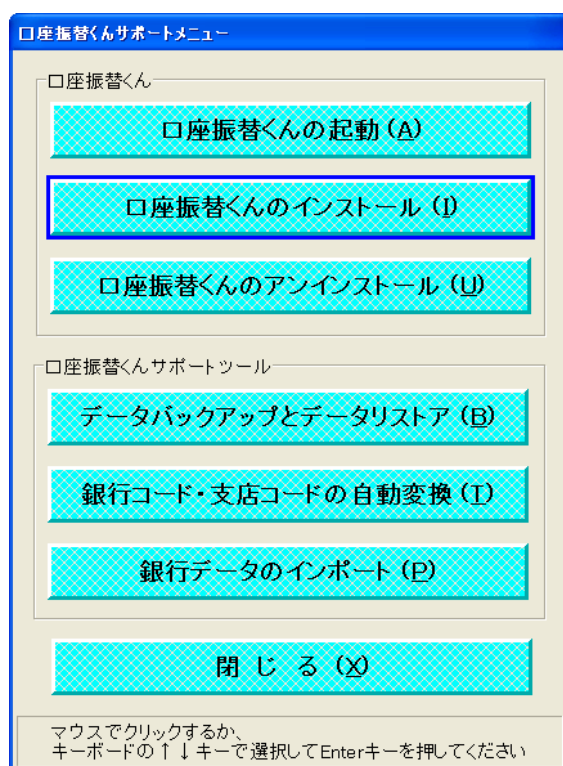 口座振替くんサポートメニュー
口座振替くん
口座振替くんの起動(A)
口座振替くんのインストール(I)
口座振替くんのアンインストール(U)
口座振替くんサポートツール
データバックアップとデータリストア(B)
銀行コード・支店コードの自動変換(T)
銀行データのインポート(P)
閉じる(X)
マウスでクリックするか、
キーボードの↑↓キーで選択してEnterキーを押してください